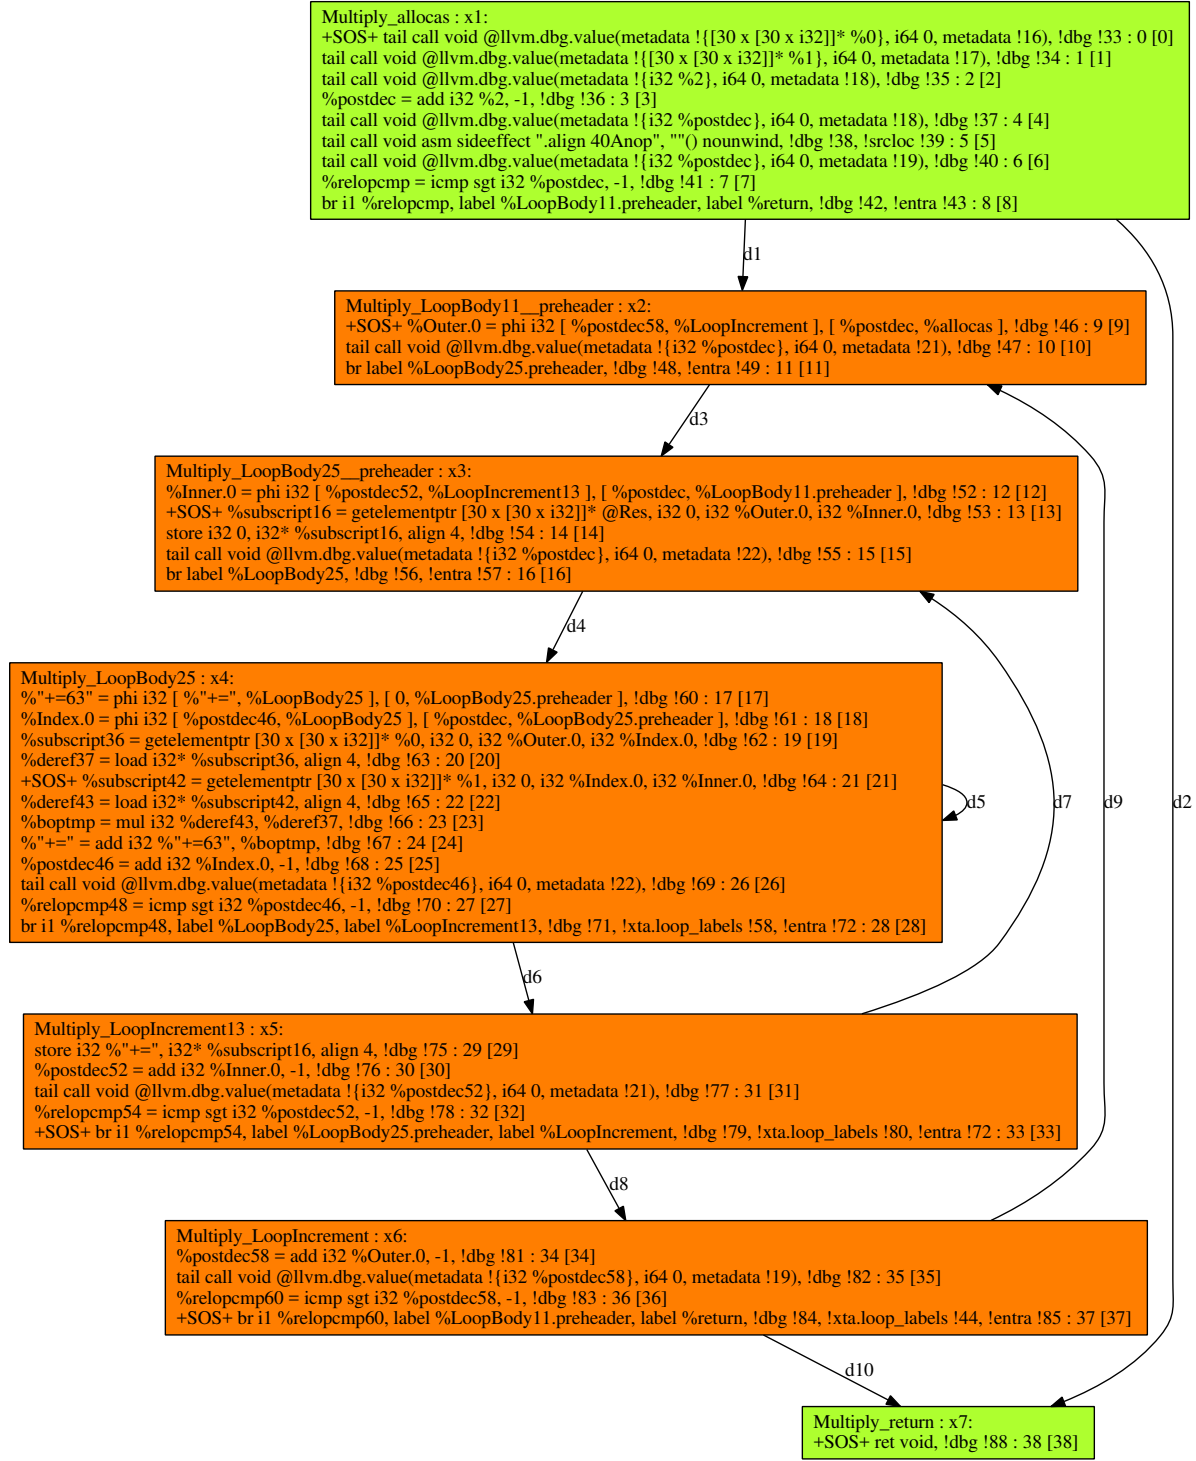 Multiply_allocas : x1:
+SOS+ tail call void @llvm.dbg.value(metadata !{[30 x [30 x i32]]* %0}, i64 0, metadata !16), !dbg !33 : 0 [0]
tail call void @llvm.dbg.value(metadata !{[30 x [30 x i32]]* %1}, i64 0, metadata !17), !dbg !34 : 1 [1]
tail call void @llvm.dbg.value(metadata !{i32 %2}, i64 0, metadata !18), !dbg !35 : 2 [2]
%postdec = add i32 %2, -1, !dbg !36 : 3 [3]
tail call void @llvm.dbg.value(metadata !{i32 %postdec}, i64 0, metadata !18), !dbg !37 : 4 [4]
tail call void asm sideeffect ".align 40Anop", ""() nounwind, !dbg !38, !srcloc !39 : 5 [5]
tail call void @llvm.dbg.value(metadata !{i32 %postdec}, i64 0, metadata !19), !dbg !40 : 6 [6]
%relopcmp = icmp sgt i32 %postdec, -1, !dbg !41 : 7 [7]
br i1 %relopcmp, label %LoopBody11.preheader, label %return, !dbg !42, !entra !43 : 8 [8]
d1
Multiply_LoopBody11__preheader : x2:
+SOS+ %Outer.0 = phi i32 [ %postdec58, %LoopIncrement ], [ %postdec, %allocas ], !dbg !46 : 9 [9]
tail call void @llvm.dbg.value(metadata !{i32 %postdec}, i64 0, metadata !21), !dbg !47 : 10 [10]
br label %LoopBody25.preheader, !dbg !48, !entra !49 : 11 [11]
d3
Multiply_LoopBody25__preheader : x3:
%Inner.0 = phi i32 [ %postdec52, %LoopIncrement13 ], [ %postdec, %LoopBody11.preheader ], !dbg !52 : 12 [12]
+SOS+ %subscript16 = getelementptr [30 x [30 x i32]]* @Res, i32 0, i32 %Outer.0, i32 %Inner.0, !dbg !53 : 13 [13]
store i32 0, i32* %subscript16, align 4, !dbg !54 : 14 [14]
tail call void @llvm.dbg.value(metadata !{i32 %postdec}, i64 0, metadata !22), !dbg !55 : 15 [15]
br label %LoopBody25, !dbg !56, !entra !57 : 16 [16]
d4
Multiply_LoopBody25 : x4:
%"+=63" = phi i32 [ %"+=", %LoopBody25 ], [ 0, %LoopBody25.preheader ], !dbg !60 : 17 [17]
%Index.0 = phi i32 [ %postdec46, %LoopBody25 ], [ %postdec, %LoopBody25.preheader ], !dbg !61 : 18 [18]
%subscript36 = getelementptr [30 x [30 x i32]]* %0, i32 0, i32 %Outer.0, i32 %Index.0, !dbg !62 : 19 [19]
%deref37 = load i32* %subscript36, align 4, !dbg !63 : 20 [20]
+SOS+ %subscript42 = getelementptr [30 x [30 x i32]]* %1, i32 0, i32 %Index.0, i32 %Inner.0, !dbg !64 : 21 [21]
%deref43 = load i32* %subscript42, align 4, !dbg !65 : 22 [22]
%boptmp = mul i32 %deref43, %deref37, !dbg !66 : 23 [23]
%"+=" = add i32 %"+=63", %boptmp, !dbg !67 : 24 [24]
%postdec46 = add i32 %Index.0, -1, !dbg !68 : 25 [25]
tail call void @llvm.dbg.value(metadata !{i32 %postdec46}, i64 0, metadata !22), !dbg !69 : 26 [26]
%relopcmp48 = icmp sgt i32 %postdec46, -1, !dbg !70 : 27 [27]
br i1 %relopcmp48, label %LoopBody25, label %LoopIncrement13, !dbg !71, !xta.loop_labels !58, !entra !72 : 28 [28]
d5
d7
d9
d2
d6
Multiply_LoopIncrement13 : x5:
store i32 %"+=", i32* %subscript16, align 4, !dbg !75 : 29 [29]
%postdec52 = add i32 %Inner.0, -1, !dbg !76 : 30 [30]
tail call void @llvm.dbg.value(metadata !{i32 %postdec52}, i64 0, metadata !21), !dbg !77 : 31 [31]
%relopcmp54 = icmp sgt i32 %postdec52, -1, !dbg !78 : 32 [32]
+SOS+ br i1 %relopcmp54, label %LoopBody25.preheader, label %LoopIncrement, !dbg !79, !xta.loop_labels !80, !entra !72 : 33 [33]
d8
Multiply_LoopIncrement : x6:
%postdec58 = add i32 %Outer.0, -1, !dbg !81 : 34 [34]
tail call void @llvm.dbg.value(metadata !{i32 %postdec58}, i64 0, metadata !19), !dbg !82 : 35 [35]
%relopcmp60 = icmp sgt i32 %postdec58, -1, !dbg !83 : 36 [36]
+SOS+ br i1 %relopcmp60, label %LoopBody11.preheader, label %return, !dbg !84, !xta.loop_labels !44, !entra !85 : 37 [37]
d10
Multiply_return : x7:
+SOS+ ret void, !dbg !88 : 38 [38]